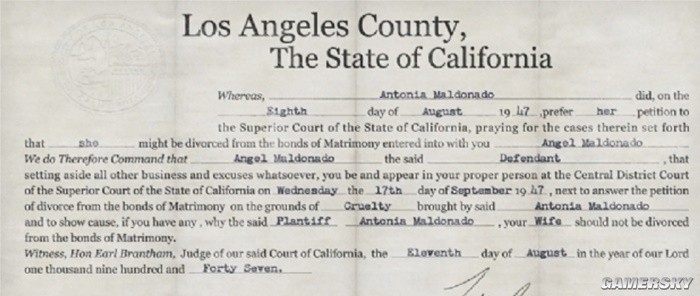 Los Angeles County,
The State of California
Whereas, Antonia Maldonado did, on the
Eighth day of August 1947, prefer her petition to
the Superior Court of the State of California, praying for the cases therein set forth
that she might be divorced from the bonds of Matrimony entered into with you Angel Maldonado
We do Therefore Command that Angel Maldonado the said Defendant, that
setting aside all other business and excuses whatsoever, you be and appear in your proper person at the Central District Court
of the Superior Court of the State of California on Wednesday the 17th day of September 1947, next to answer the petition
of divorce from the bonds of Matrimony on the grounds of Cruelty brought by said Antonia Maldonado
and to show cause, if you have any, why the said Plantiff Antonia Maldonado, your Wife should not be divorced
from the bonds of Matrimony.
Witness, Hon Earl Brantham, Judge of our said Court of California, the Eleventh day of August in the year of our Lord
one thousand nine hundred and Forty Seven.
GAMERSKY